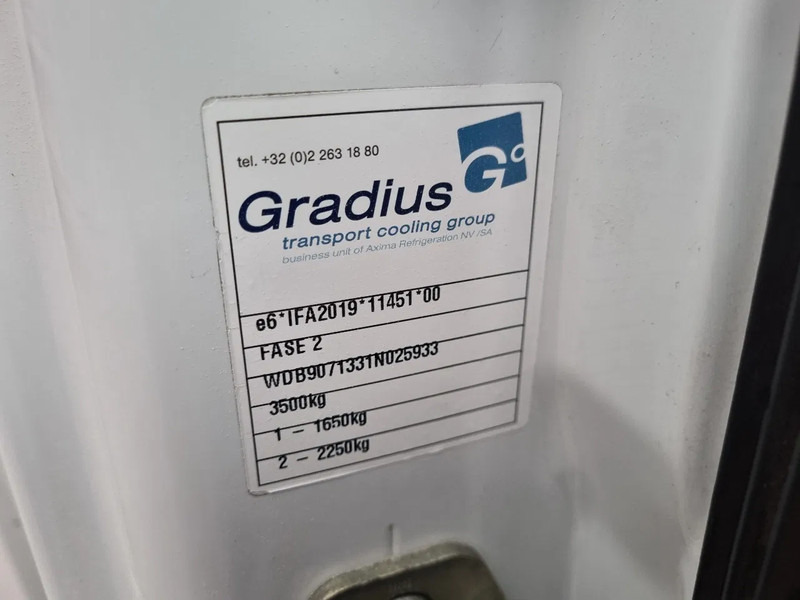 tel. +32 (0)2 263 18 80
G°
Gradius
transport cooling group
business unit of Axima Refrigeration NV /SA
e6*IFA2019*11451*00
FASE 2
WDB9071331N025933
3500kg
1 - 1650kg
2 - 2250kg